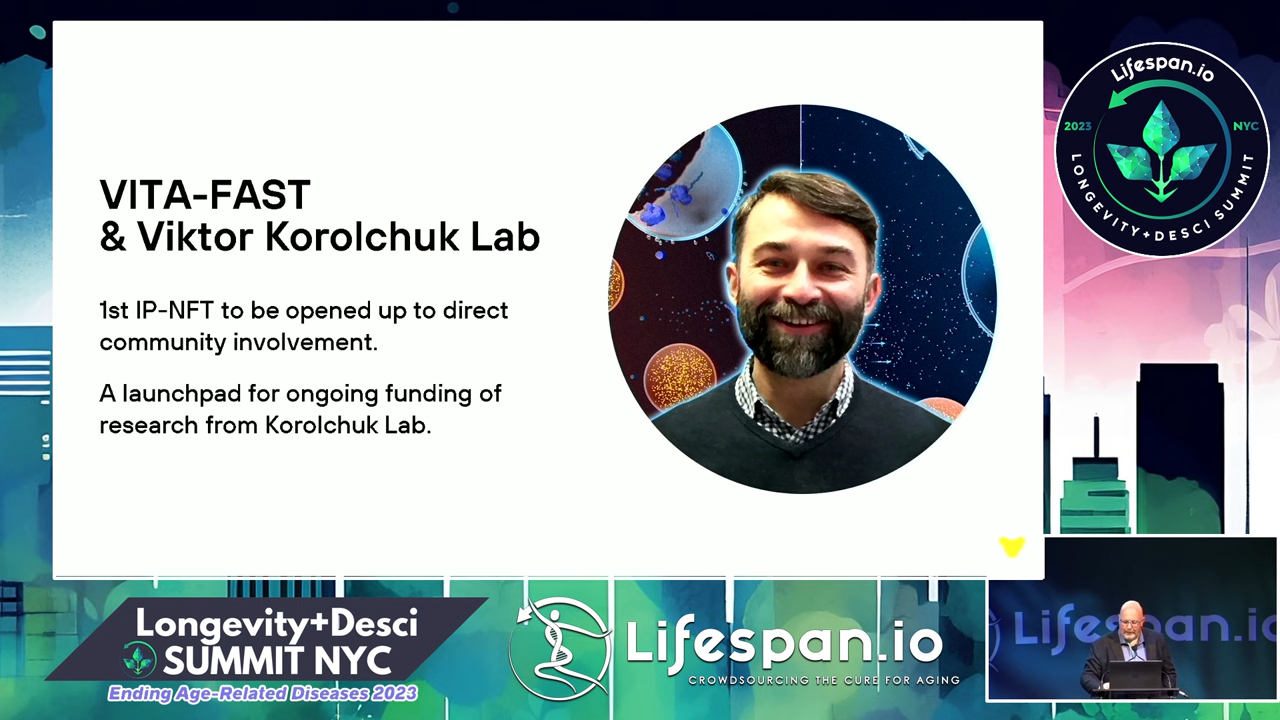 VITA-FAST
& Viktor Korolchuk Lab
1st IP-NFT to be opened up to direct
community involvement.
A launchpad for ongoing funding of
research from Korolchuk Lab.
Lifespan.io
2023
NYC
LONGEVITY+DESCI SUMMIT
Longevity+Desci
SUMMIT NYC
Ending Age-Related Diseases 2023
Lifespan.io
CROWDSOURCING THE CURE FOR AGING
Lifespan.io